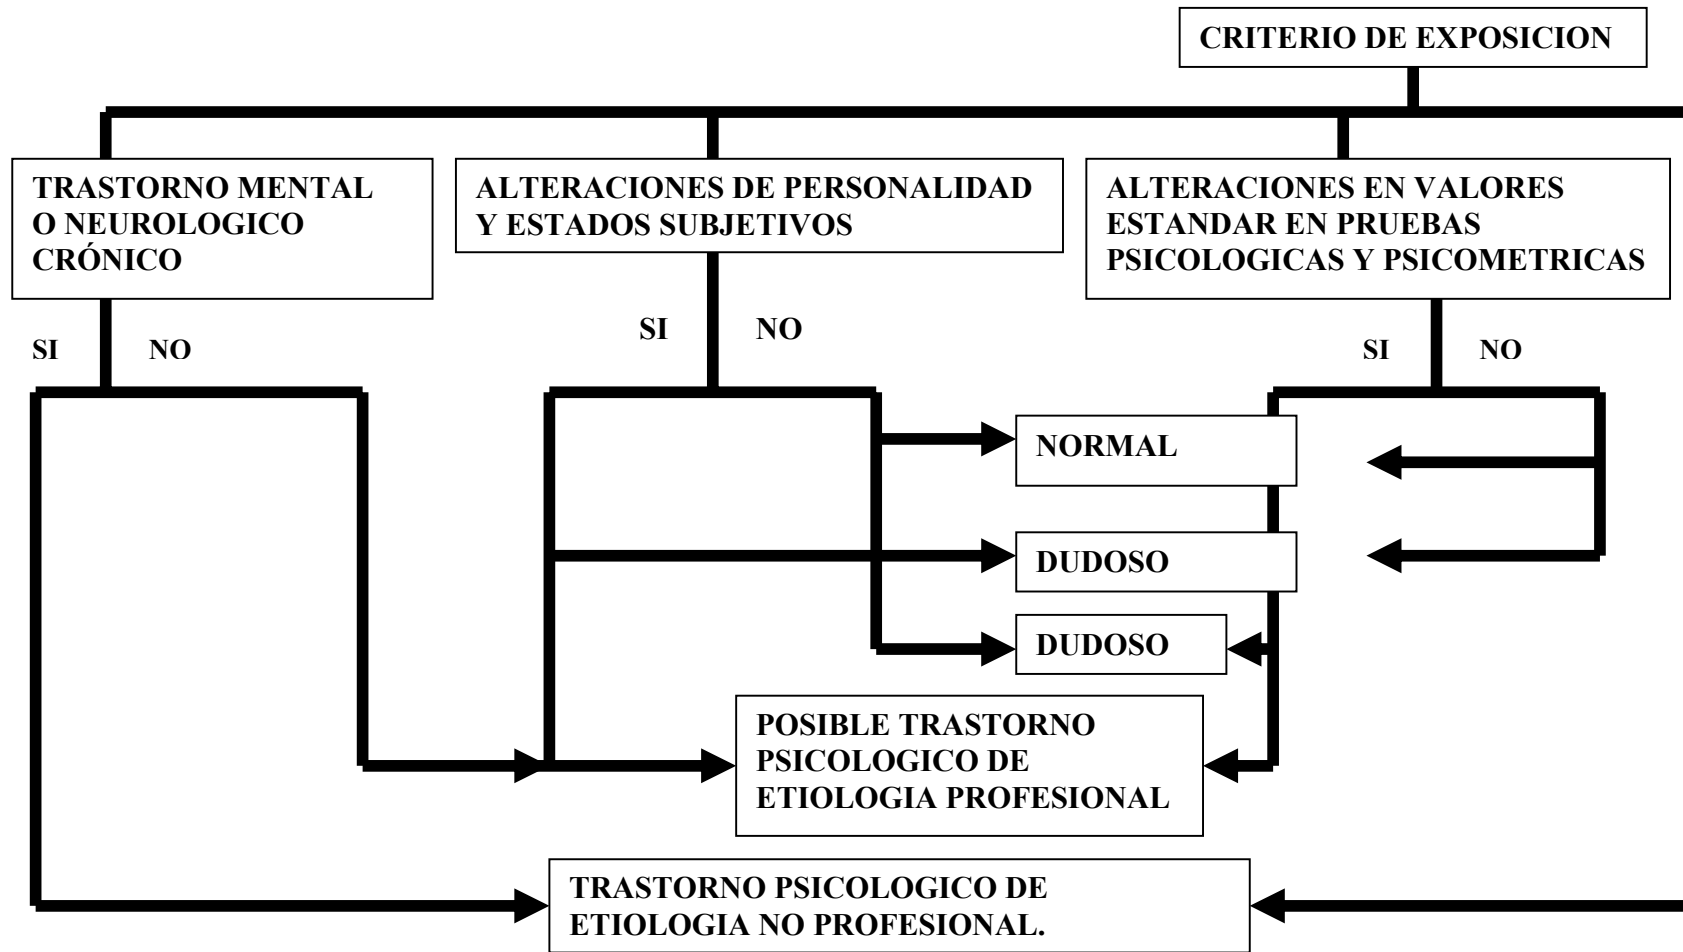 CRITERIO DE EXPOSICION
TRASTORNO MENTAL
O NEUROLOGICO
CRÓNICO
ALTERACIONES DE PERSONALIDAD
Y ESTADOS SUBJETIVOS
ALTERACIONES EN VALORES
ESTANDAR EN PRUEBAS
PSICOLOGICAS Y PSICOMETRICAS
SI NO
SI NO
SI NO
NORMAL
DUDOSO
DUDOSO
POSIBLE TRASTORNO
PSICOLOGICO DE
ETIOLOGIA PROFESIONAL
TRASTORNO PSICOLOGICO DE
ETIOLOGIA NO PROFESIONAL.